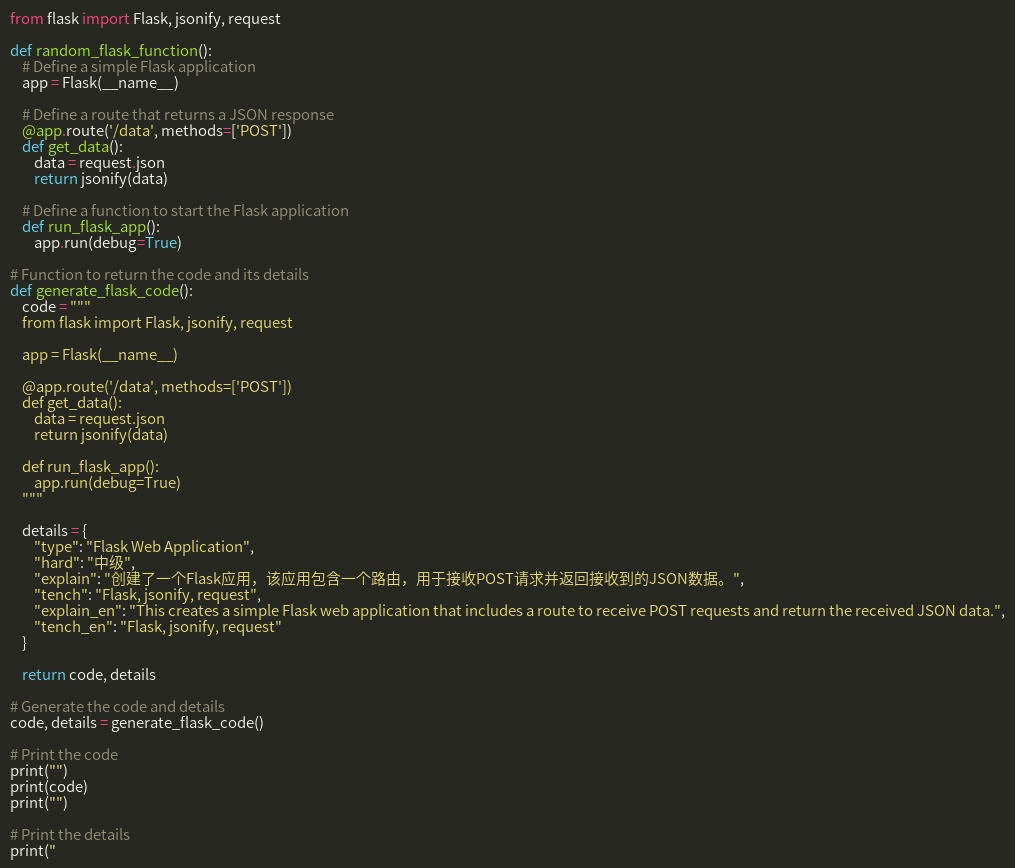 from flask import Flask, jsonify, request

def random_flask_function():
    # Define a simple Flask application
    app = Flask(__name__)

    # Define a route that returns a JSON response
    @app.route('/data', methods=['POST'])
    def get_data():
        data = request.json
        return jsonify(data)

    # Define a function to start the Flask application
    def run_flask_app():
        app.run(debug=True)

# Function to return the code and its details
def generate_flask_code():
    code = """
    from flask import Flask, jsonify, request

    app = Flask(__name__)

    @app.route('/data', methods=['POST'])
    def get_data():
        data = request.json
        return jsonify(data)

    def run_flask_app():
        app.run(debug=True)
    """

    details = {
        "type": "Flask Web Application",
        "hard": "中级",
        "explain": "创建了一个Flask应用，该应用包含一个路由，用于接收POST请求并返回接收到的JSON数据。",
        "tench": "Flask, jsonify, request",
        "explain_en": "This creates a simple Flask web application that includes a route to receive POST requests and return the received JSON data.",
        "tench_en": "Flask, jsonify, request"
    }

    return code, details

# Generate the code and details
code, details = generate_flask_code()

# Print the code
print("")
print(code)
print("")

# Print the details
print("